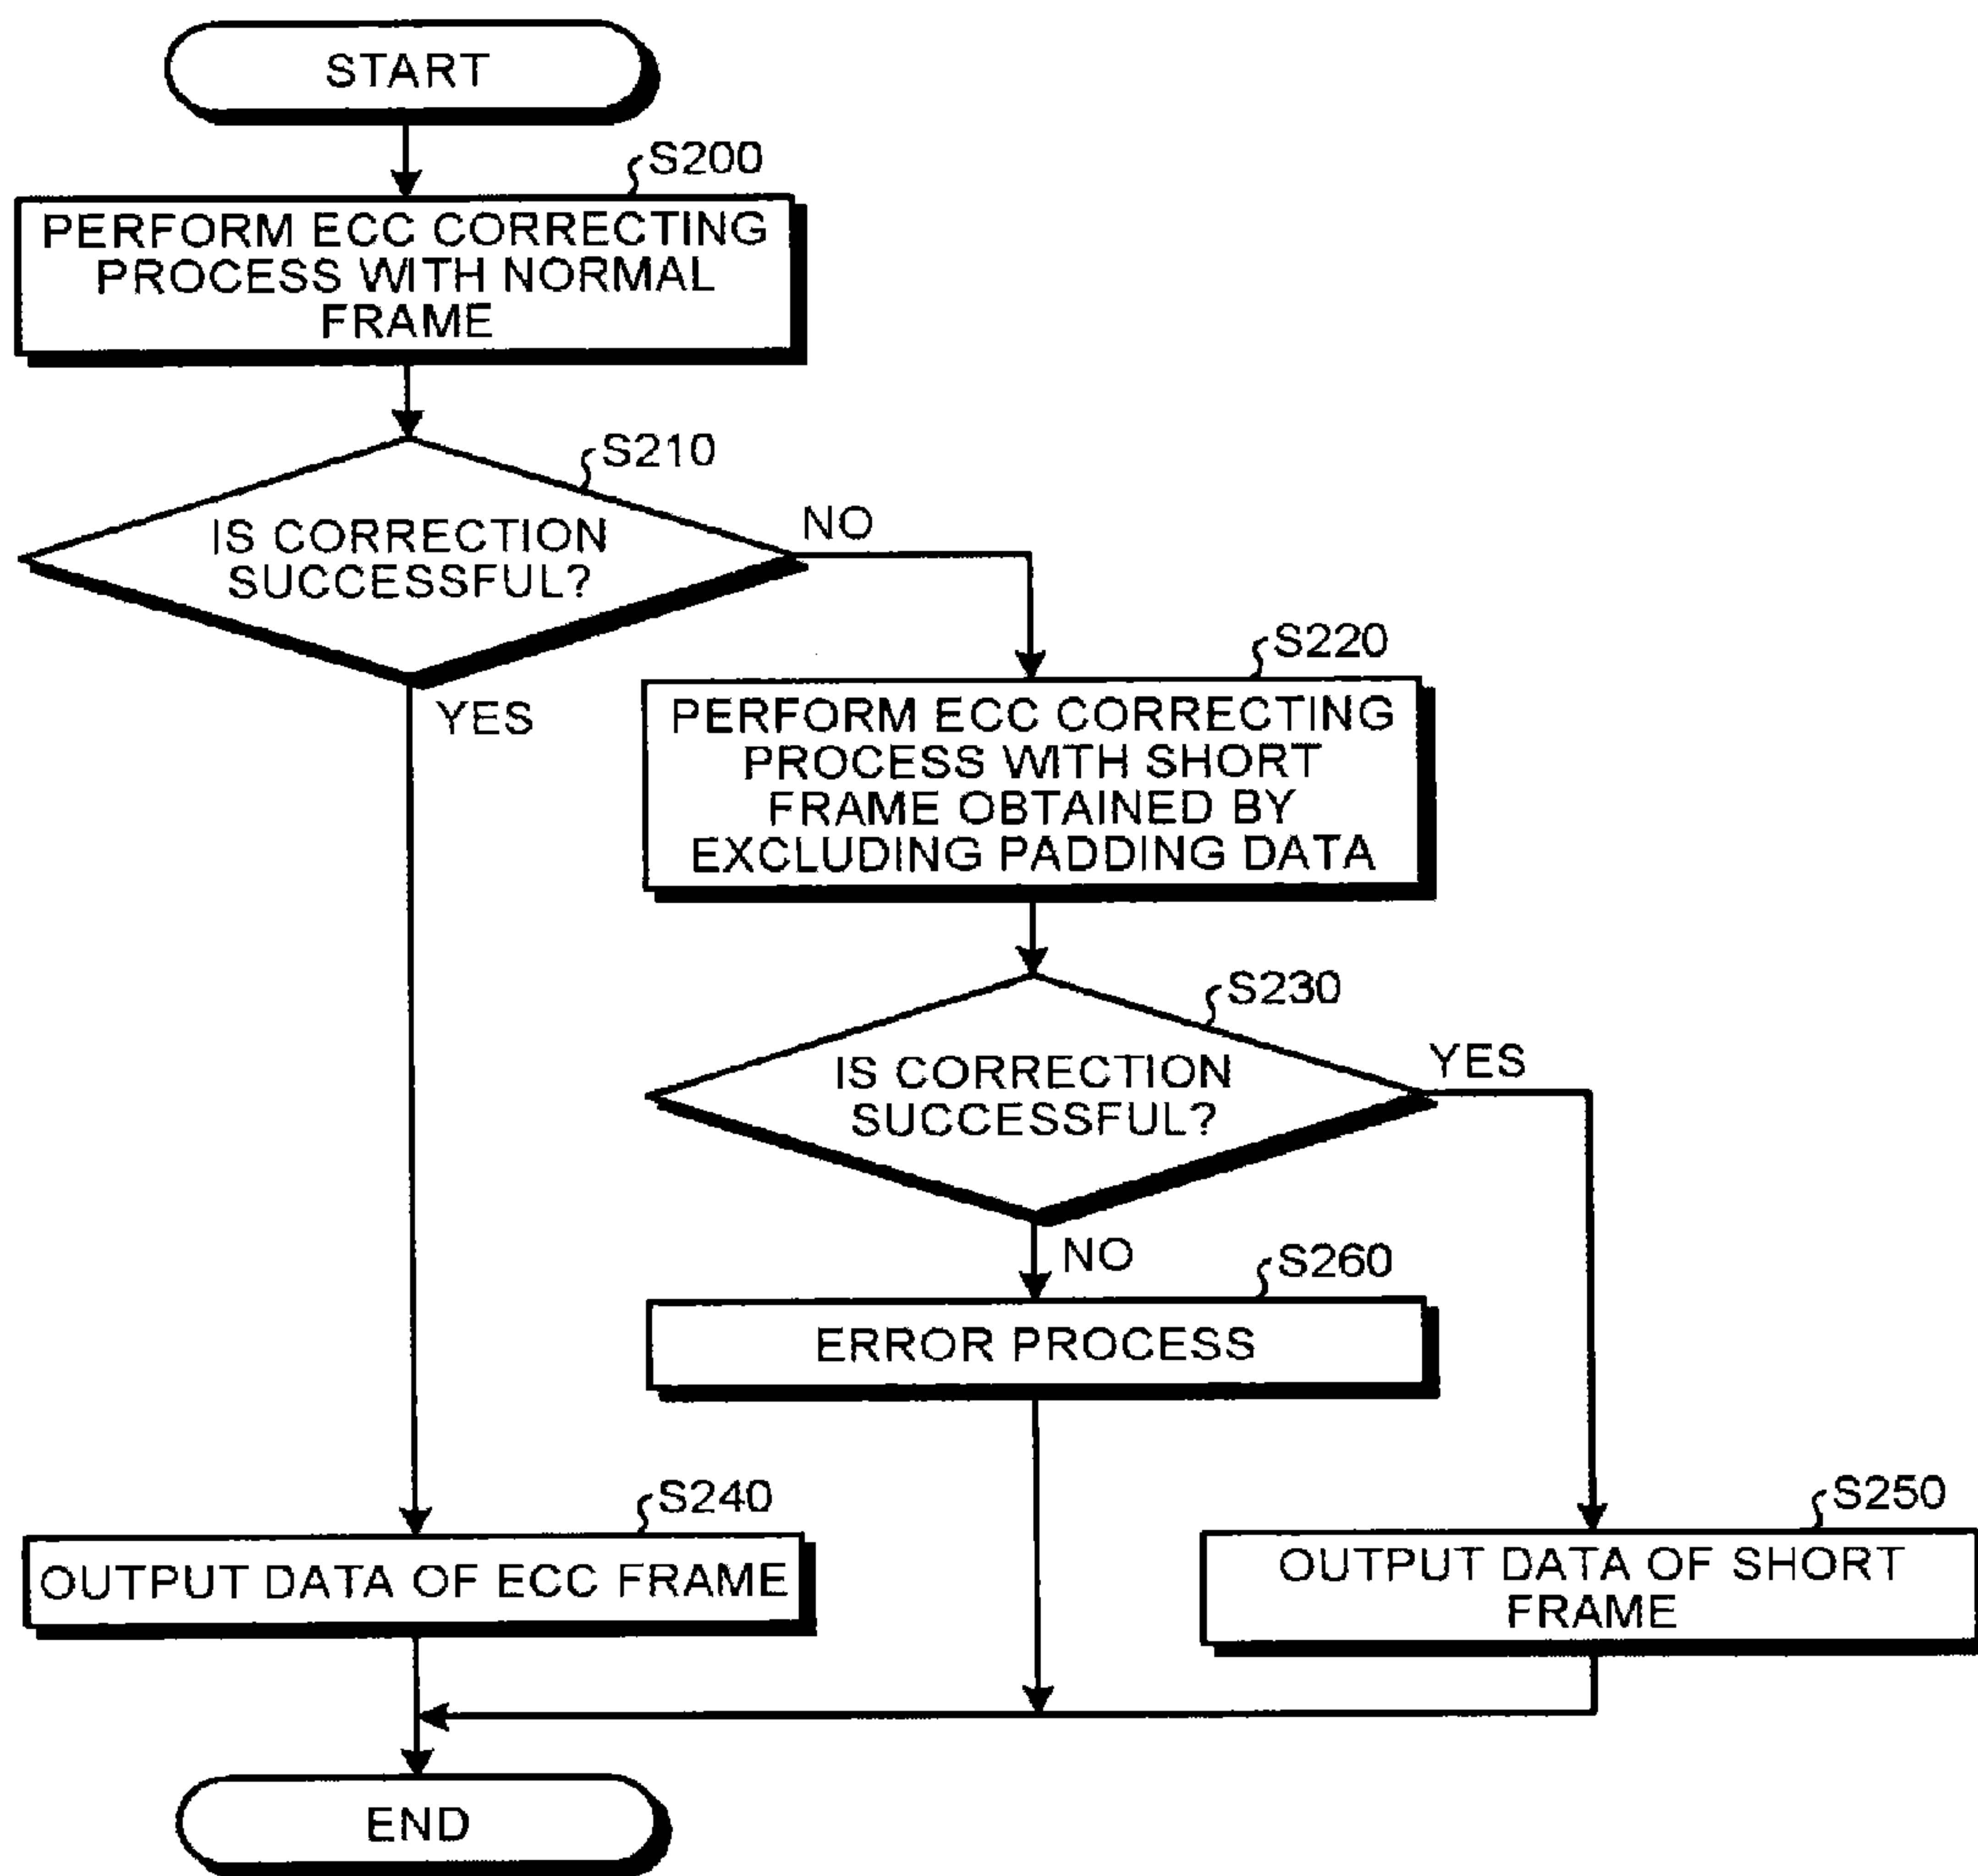 START
S200
PERFORM ECC CORRECTING
PROCESS WITH NORMAL
FRAME
S210
IS CORRECTION
SUCCESSFUL?
NO
YES
S220
PERFORM ECC CORRECTING
PROCESS WITH SHORT
FRAME OBTAINED BY
EXCLUDING PADDING DATA
S230
IS CORRECTION
SUCCESSFUL?
YES
NO
S260
ERROR PROCESS
S240
OUTPUT DATA OF ECC FRAME
S250
OUTPUT DATA OF SHORT
FRAME
END